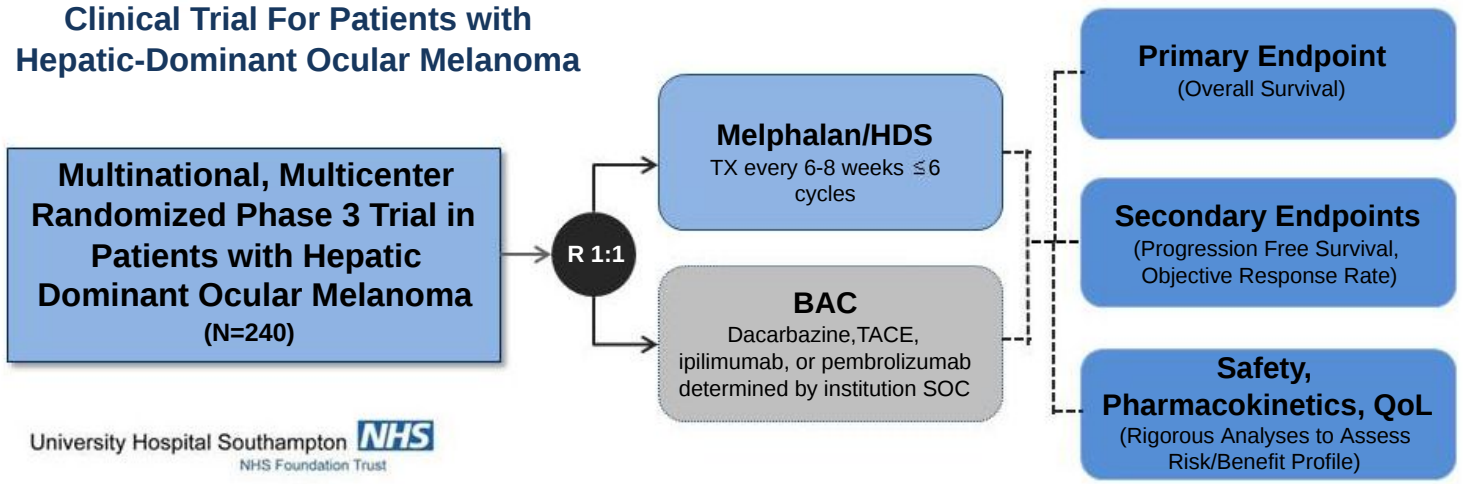 Clinical Trial For Patients with
Hepatic-Dominant Ocular Melanoma
Multinational, Multicenter
Randomized Phase 3 Trial in
Patients with Hepatic
Dominant Ocular Melanoma
(N=240)
R 1:1
Melphalan/HDS
TX every 6-8 weeks ≤6
cycles
BAC
Dacarbazine,TACE,
ipilimumab, or pembrolizumab
determined by institution SOC
Primary Endpoint
(Overall Survival)
Secondary Endpoints
(Progression Free Survival,
Objective Response Rate)
Safety,
Pharmacokinetics, QoL
(Rigorous Analyses to Assess
Risk/Benefit Profile)
University Hospital Southampton NHS
NHS Foundation Trust